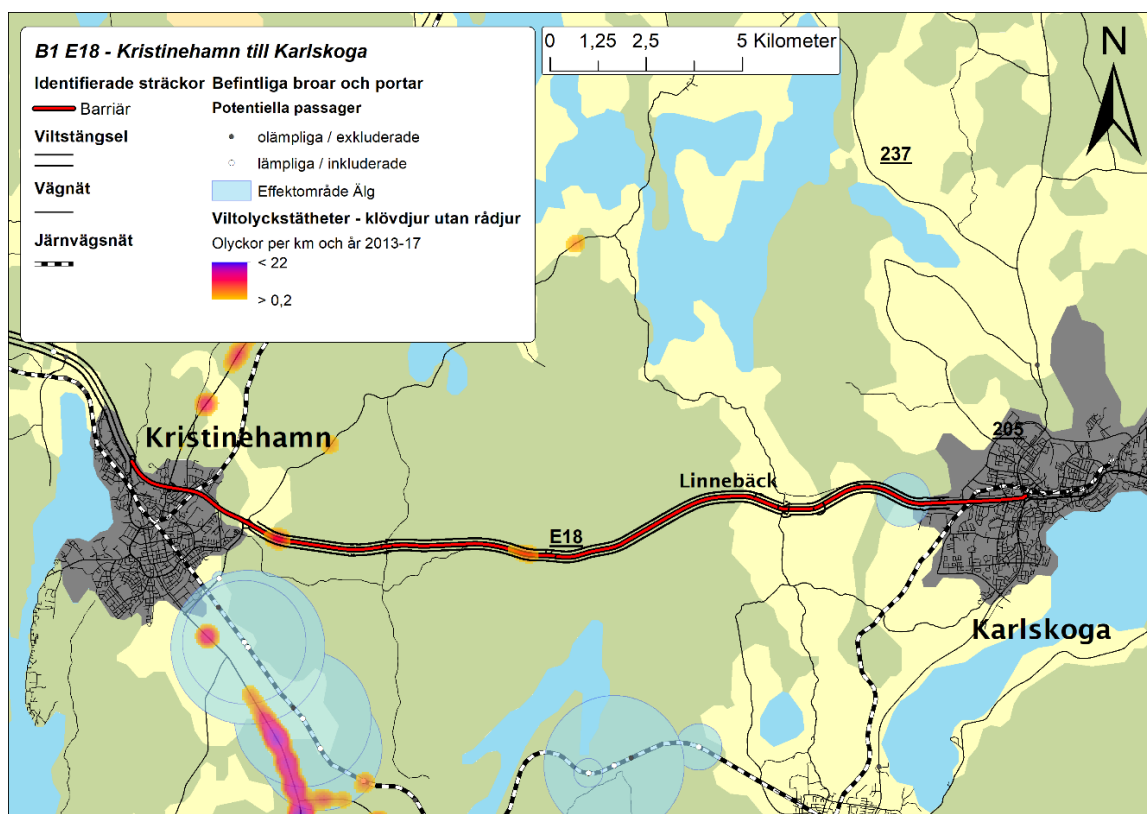 B1 E18 - Kristinehamn till Karlskoga
Identifierade sträckor
Barriär
Viltstängsel
Vägnät
Järnvägsnät
Befintliga broar och portar
Potentiella passager
olämpliga / exkluderade
lämpliga / inkluderade
Effektområde Älg
Viltolyckstätheter - klövdjur utan rådjur
Olyckor per km och år 2013-17
< 22
> 0,2
0 1,25 2,5 5 Kilometer
N
237
Kristinehamn
205
Linnebäck
E18
Karlskoga